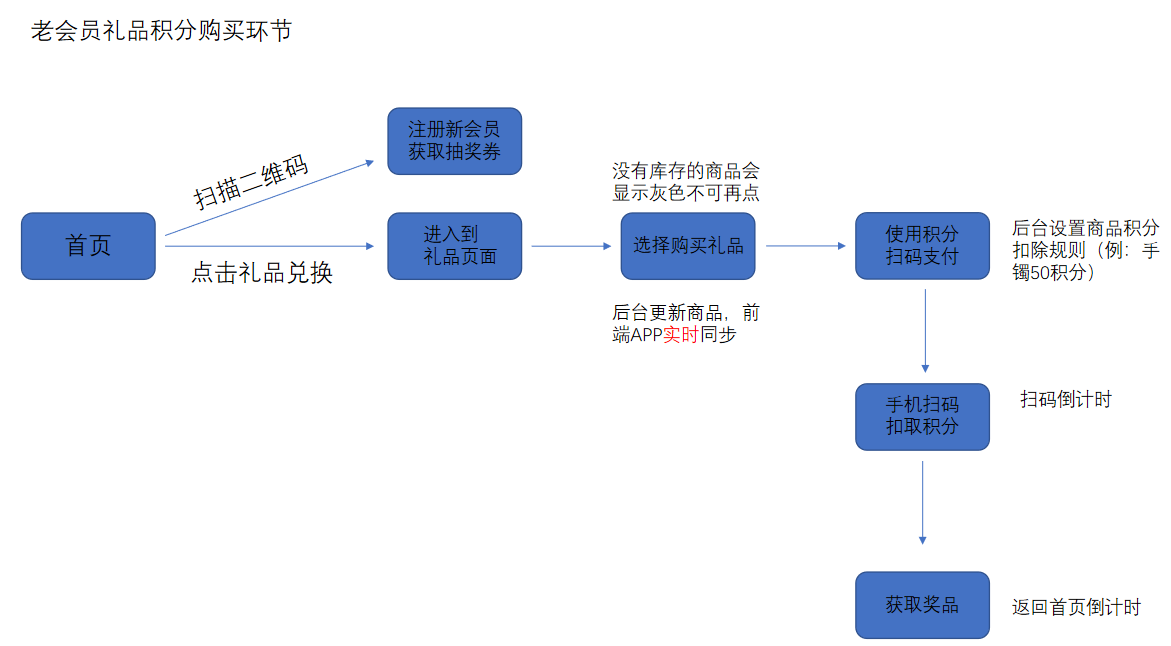 老会员礼品积分购买环节
注册新会员
获取抽奖券
扫描二维码
没有库存的商品会
显示灰色不可再点
首页
进入到
礼品页面
选择购买礼品
使用积分
扫码支付
后台设置商品积分
扣除规则（例：手
镯50积分）
点击礼品兑换
后台更新商品，前
端APP实时同步
手机扫码
扣取积分
扫码倒计时
获取奖品
返回首页倒计时